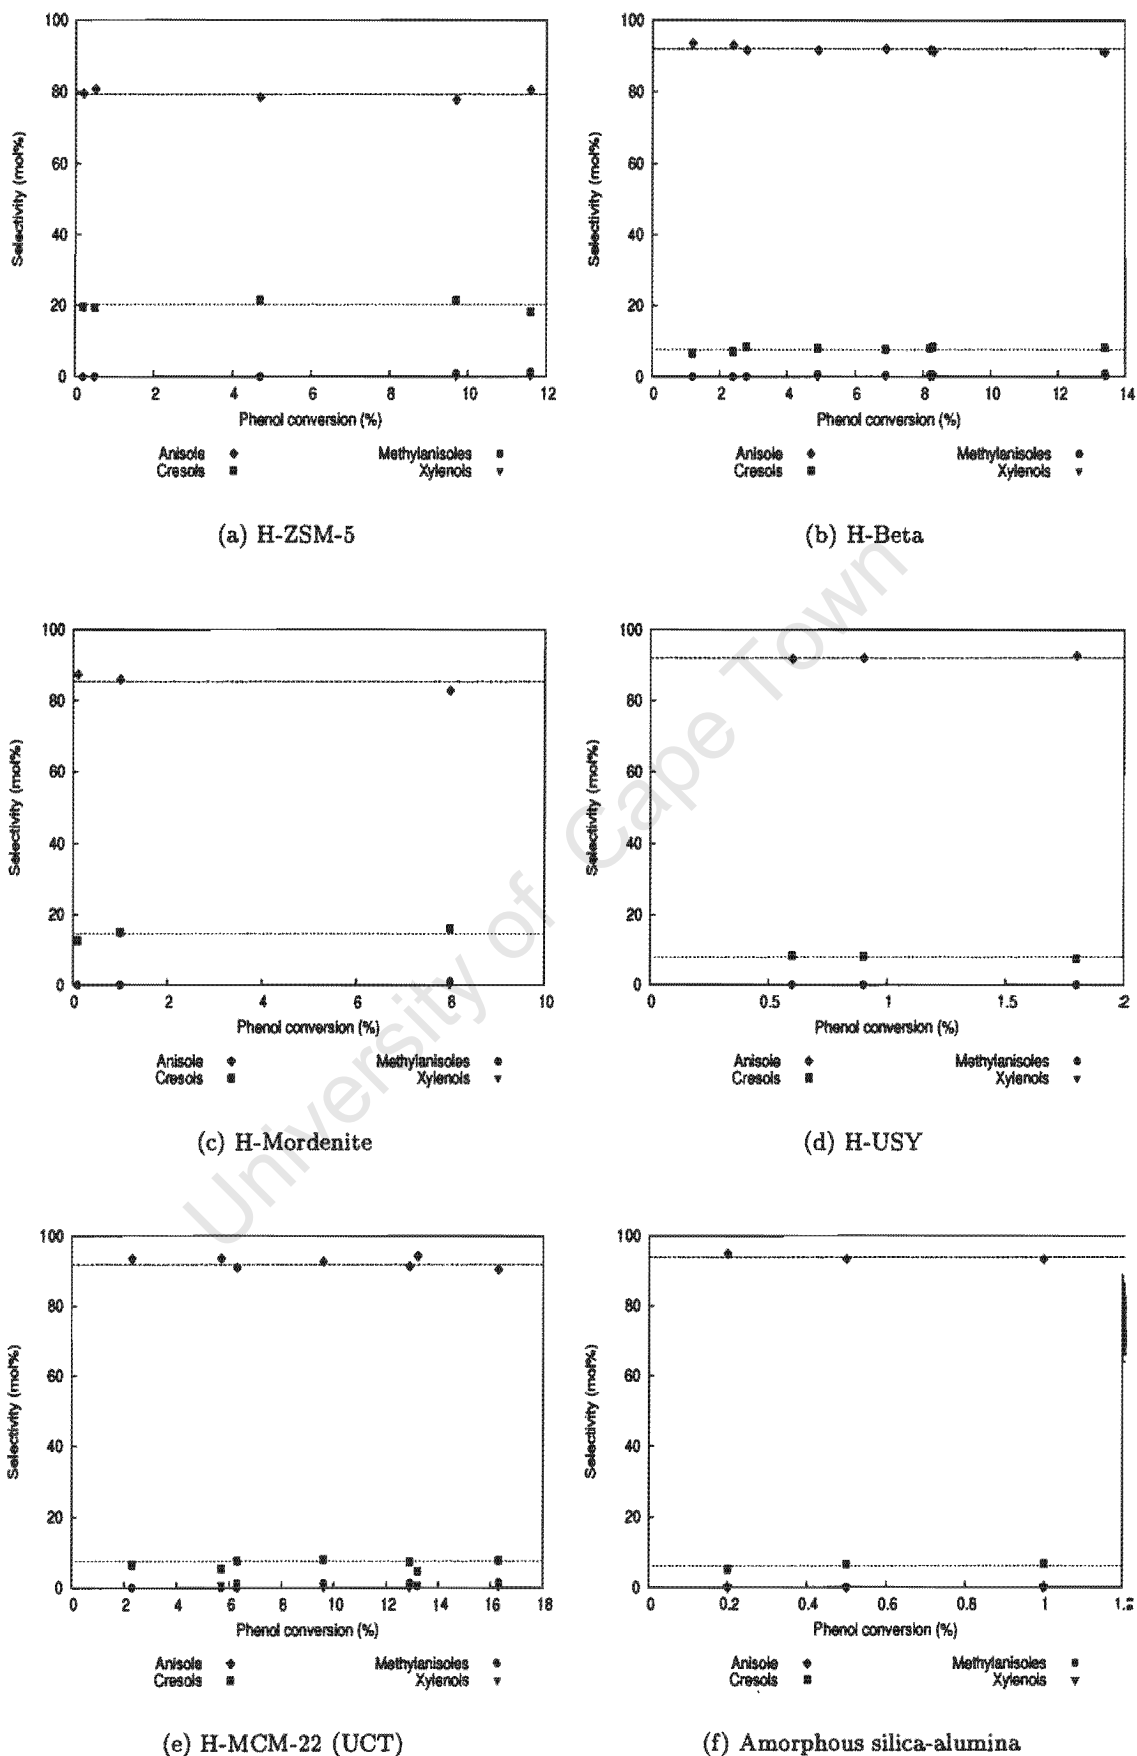 100
80
60
40
20
0
Selectivity (mol%)
0 2 4 6 8 10 12
Phenol conversion (%)
Anisole Methylanisoles
Cresols Xylenols
(a) H-ZSM-5
100
80
60
40
20
0
Selectivity (mol%)
0 2 4 6 8 10 12 14
Phenol conversion (%)
Anisole Methylanisoles
Cresols Xylenols
(b) H-Beta
100
80
60
40
20
0
Selectivity (mol%)
0 2 4 6 8 10
Phenol conversion (%)
Anisole Methylanisoles
Cresols Xylenols
(c) H-Mordenite
100
80
60
40
20
0
Selectivity (mol%)
0 0.5 1 1.5 2
Phenol conversion (%)
Anisole Methylanisoles
Cresols Xylenols
(d) H-USY
100
80
60
40
20
0
Selectivity (mol%)
0 2 4 6 8 10 12 14 16 18
Phenol conversion (%)
Anisole Methylanisoles
Cresols Xylenols
(e) H-MCM-22 (UCT)
100
80
60
40
20
0
Selectivity (mol%)
0 0.2 0.4 0.6 0.8 1 1.2
Phenol conversion (%)
Anisole Methylanisoles
Cresols Xylenols
(f) Amorphous silica-alumina
University of Cape Town